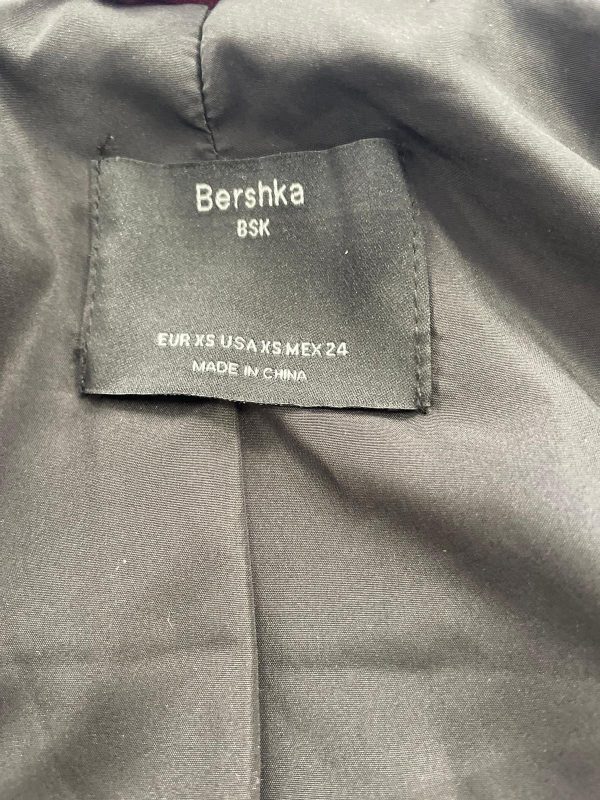 Bershka
BSK
EUR XS USA XS MEX 24
MADE IN CHINA